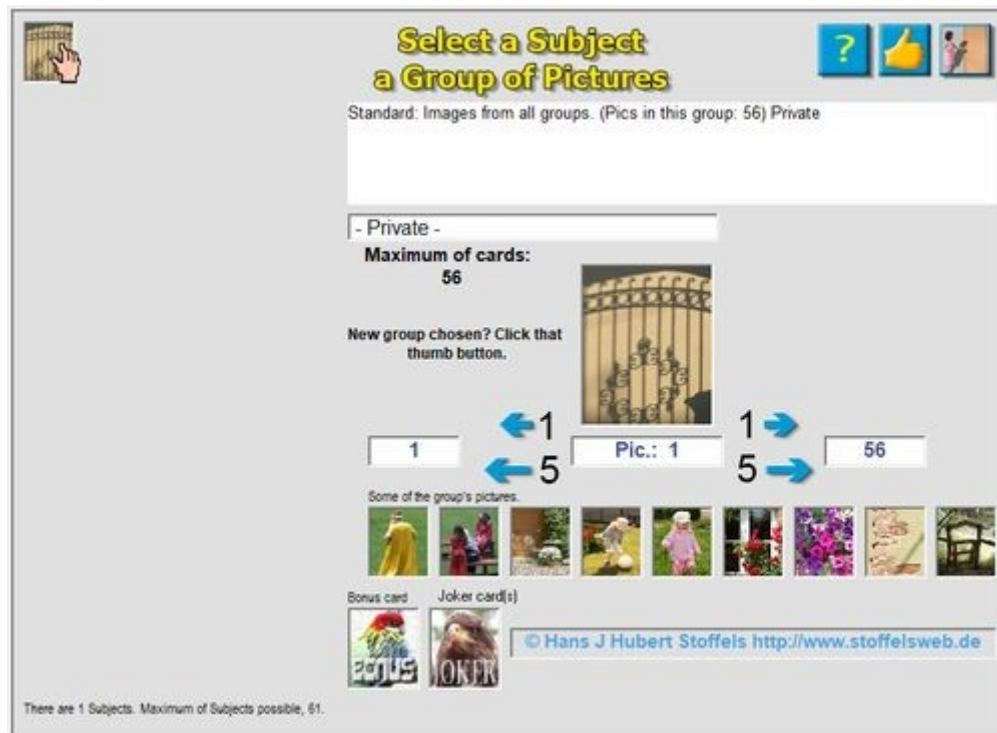 Select a Subject
a Group of Pictures
?
Standard: Images from all groups. (Pics in this group: 56) Private
- Private -
Maximum of cards:
56
New group chosen? Click that
thumb button.
1 1
1 Pic.: 1 56
5 5
Some of the group's pictures.
Bonus card Joker card(s)
BONUS JOKER
© Hans J Hubert Stoffels http://www.stoffelsweb.de
There are 1 Subjects. Maximum of Subjects possible, 61.